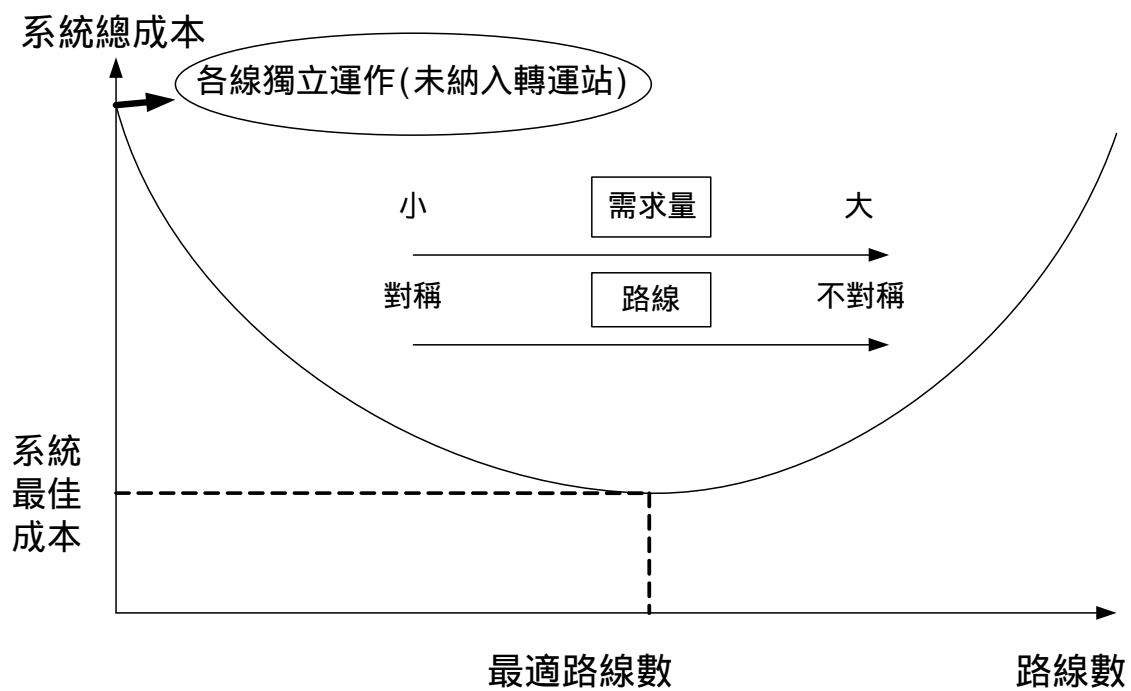 系統總成本
各線獨立運作(未納入轉運站)
小 需求量 大
對稱 路線 不對稱
系統
最佳
成本
最適路線數 路線數